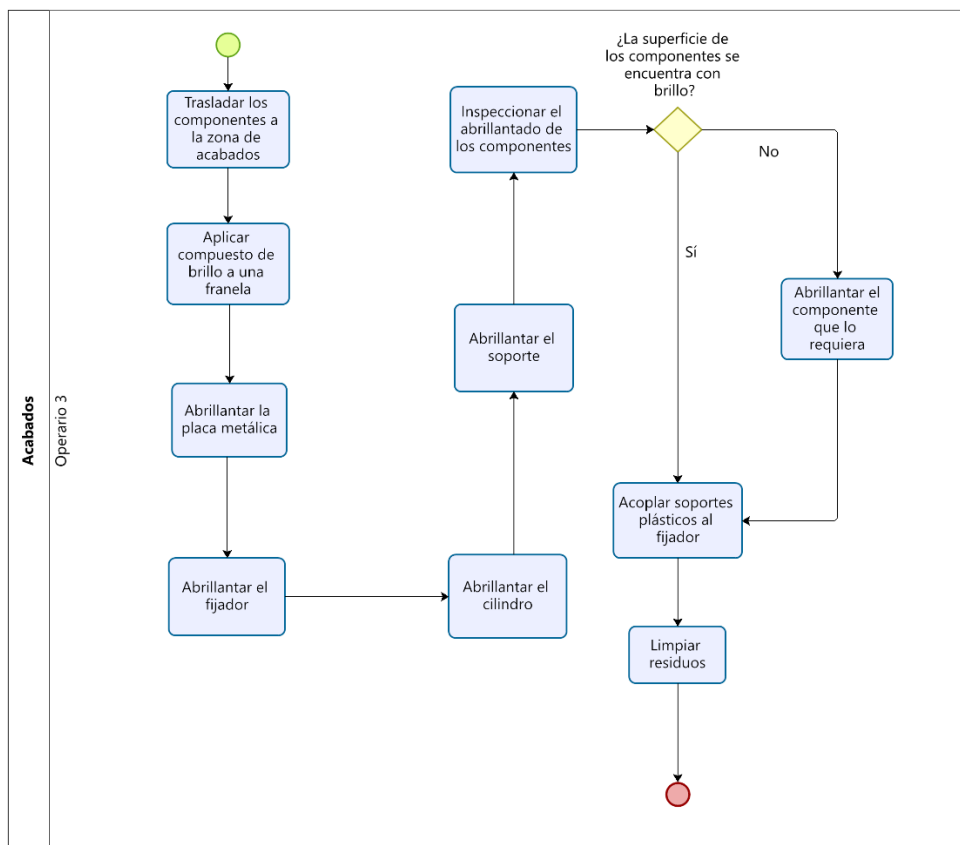 Acabados
Operario 3
Trasladar los
componentes a
la zona de
acabados
Aplicar
compuesto de
brillo a una
franela
Abrillantar la
placa metálica
Abrillantar el
fijador
Abrillantar el
cilindro
Abrillantar el
soporte
Inspeccionar el
abrillantado de
los componentes
¿La superficie de
los componentes se
encuentra con
brillo?
No
Sí
Abrillantar el
componente
que lo
requiera
Acoplar soportes
plásticos al
fijador
Limpiar
residuos